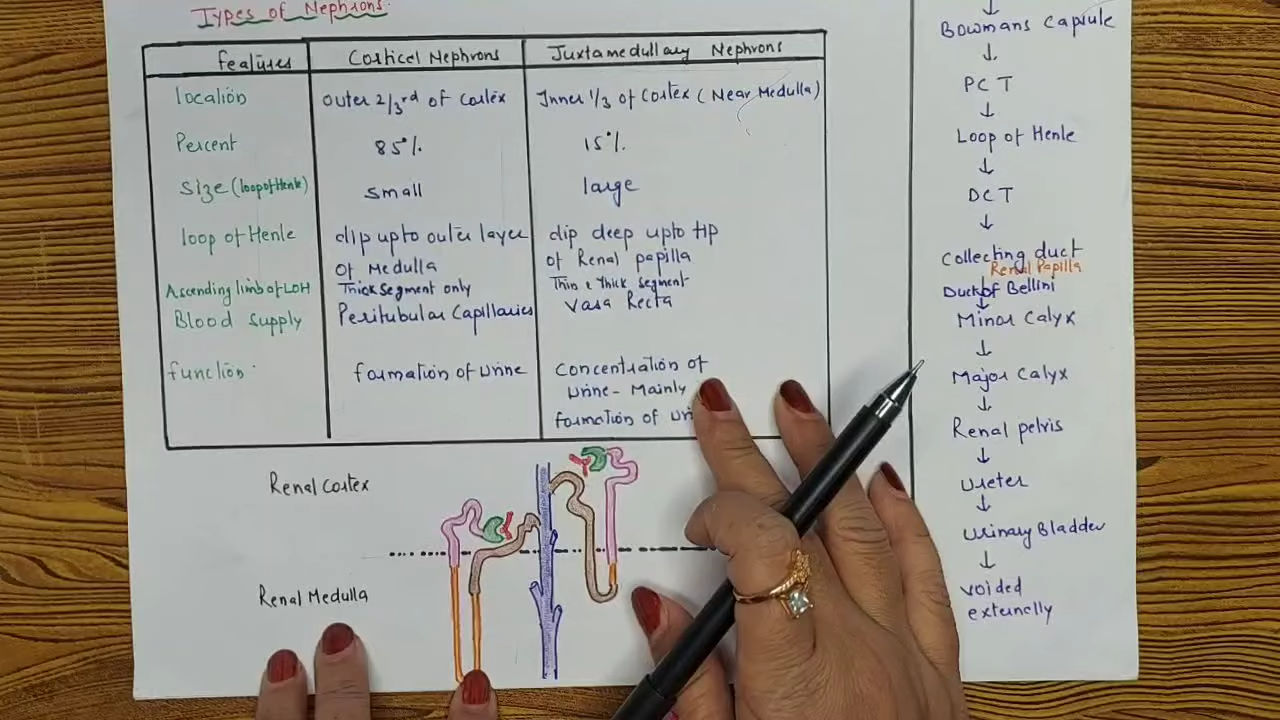 Types of Nephrons
Features Cortical Nephrons Juxtamedullary Nephrons
location outer 2/3rd of Cortex Inner 1/3 of Cortex (Near Medulla)
Percent 85% 15%
Size (loop of Henle) small large
loop of Henle dip upto outer layer dip deep upto tip
of Medulla of Renal papilla
Ascending limb of LOH Thick segment only Thin & thick segment
Blood supply Peritubular Capillaries Vasa Recta
function formation of urine Concentration of
urine - Mainly
formation of
Renal Cortex
Renal Medulla
Bowmans Capsule
↓
PCT
↓
Loop of Henle
↓
DCT
↓
Collecting duct
Renal Papilla
Duct of Bellini
↓
Minor Calyx
↓
Major Calyx
↓
Renal pelvis
↓
Ureter
↓
Urinary Bladder
↓
voided
externelly